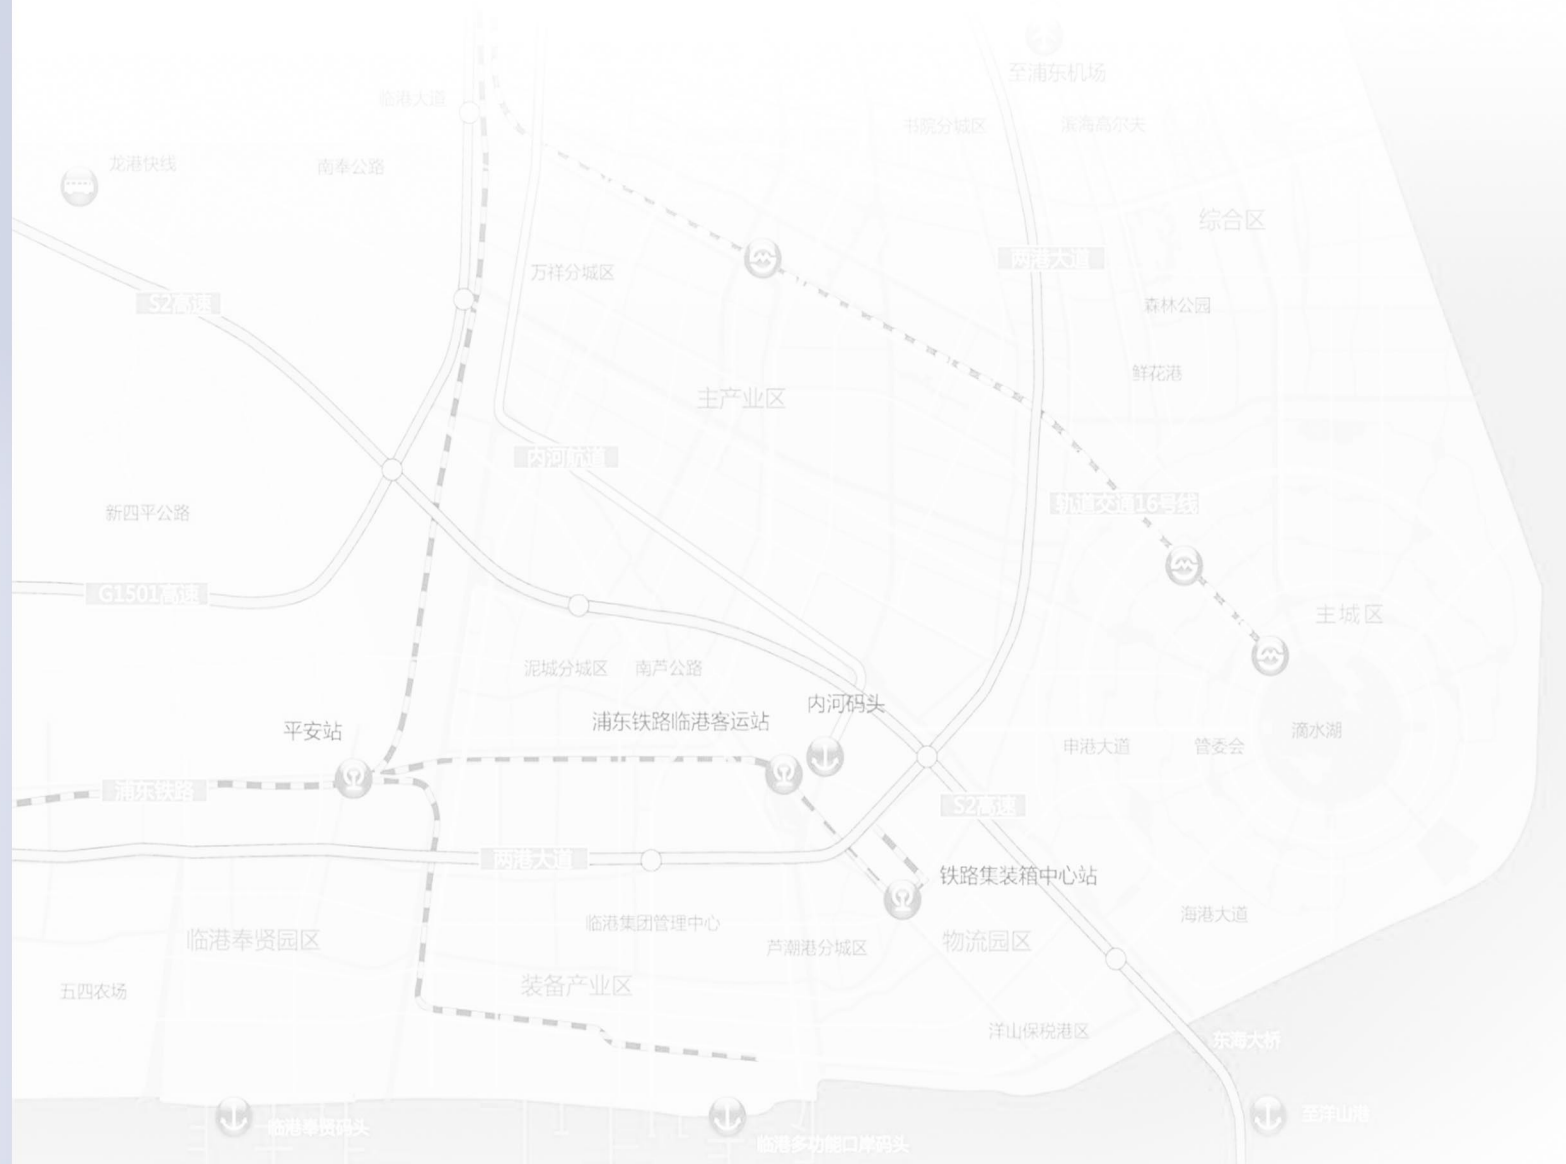 至浦东机场
临港大道
书院分城区
滨海高尔夫
龙港快线
南奉公路
综合区
两港大道
万祥分城区
S2高速
森林公园
鲜花港
主产业区
内河航道
轨道交通16号线
新四平公路
G1501高速
主城区
泥城分城区
南芦公路
内河码头
浦东铁路临港客运站
平安站
滴水湖
申港大道
管委会
浦东铁路
S2高速
两港大道
铁路集装箱中心站
海港大道
临港集团管理中心
临港奉贤园区
芦潮港分城区
物流园区
装备产业区
五四农场
洋山保税港区
东海大桥
至洋山港
临港奉贤码头
临港多功能口岸码头